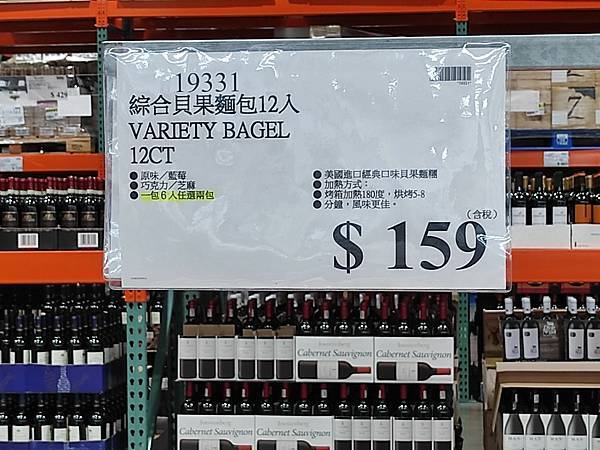 19331
綜合貝果麵包12入
VARIETY BAGEL
12CT
● 原味／藍莓
● 巧克力／芝麻
● 一包6入任選兩包
● 美國進口經典口味貝果麵糰
● 加熱方式：
● 烤箱加熱180度，烘烤5-8
● 分鐘，風味更佳。
(含稅)
$ 159
$ 429
Cabernet Sauvignon
Cabernet Sauvignon
Cabernet Sauvignon
Cabernet Sauvignon